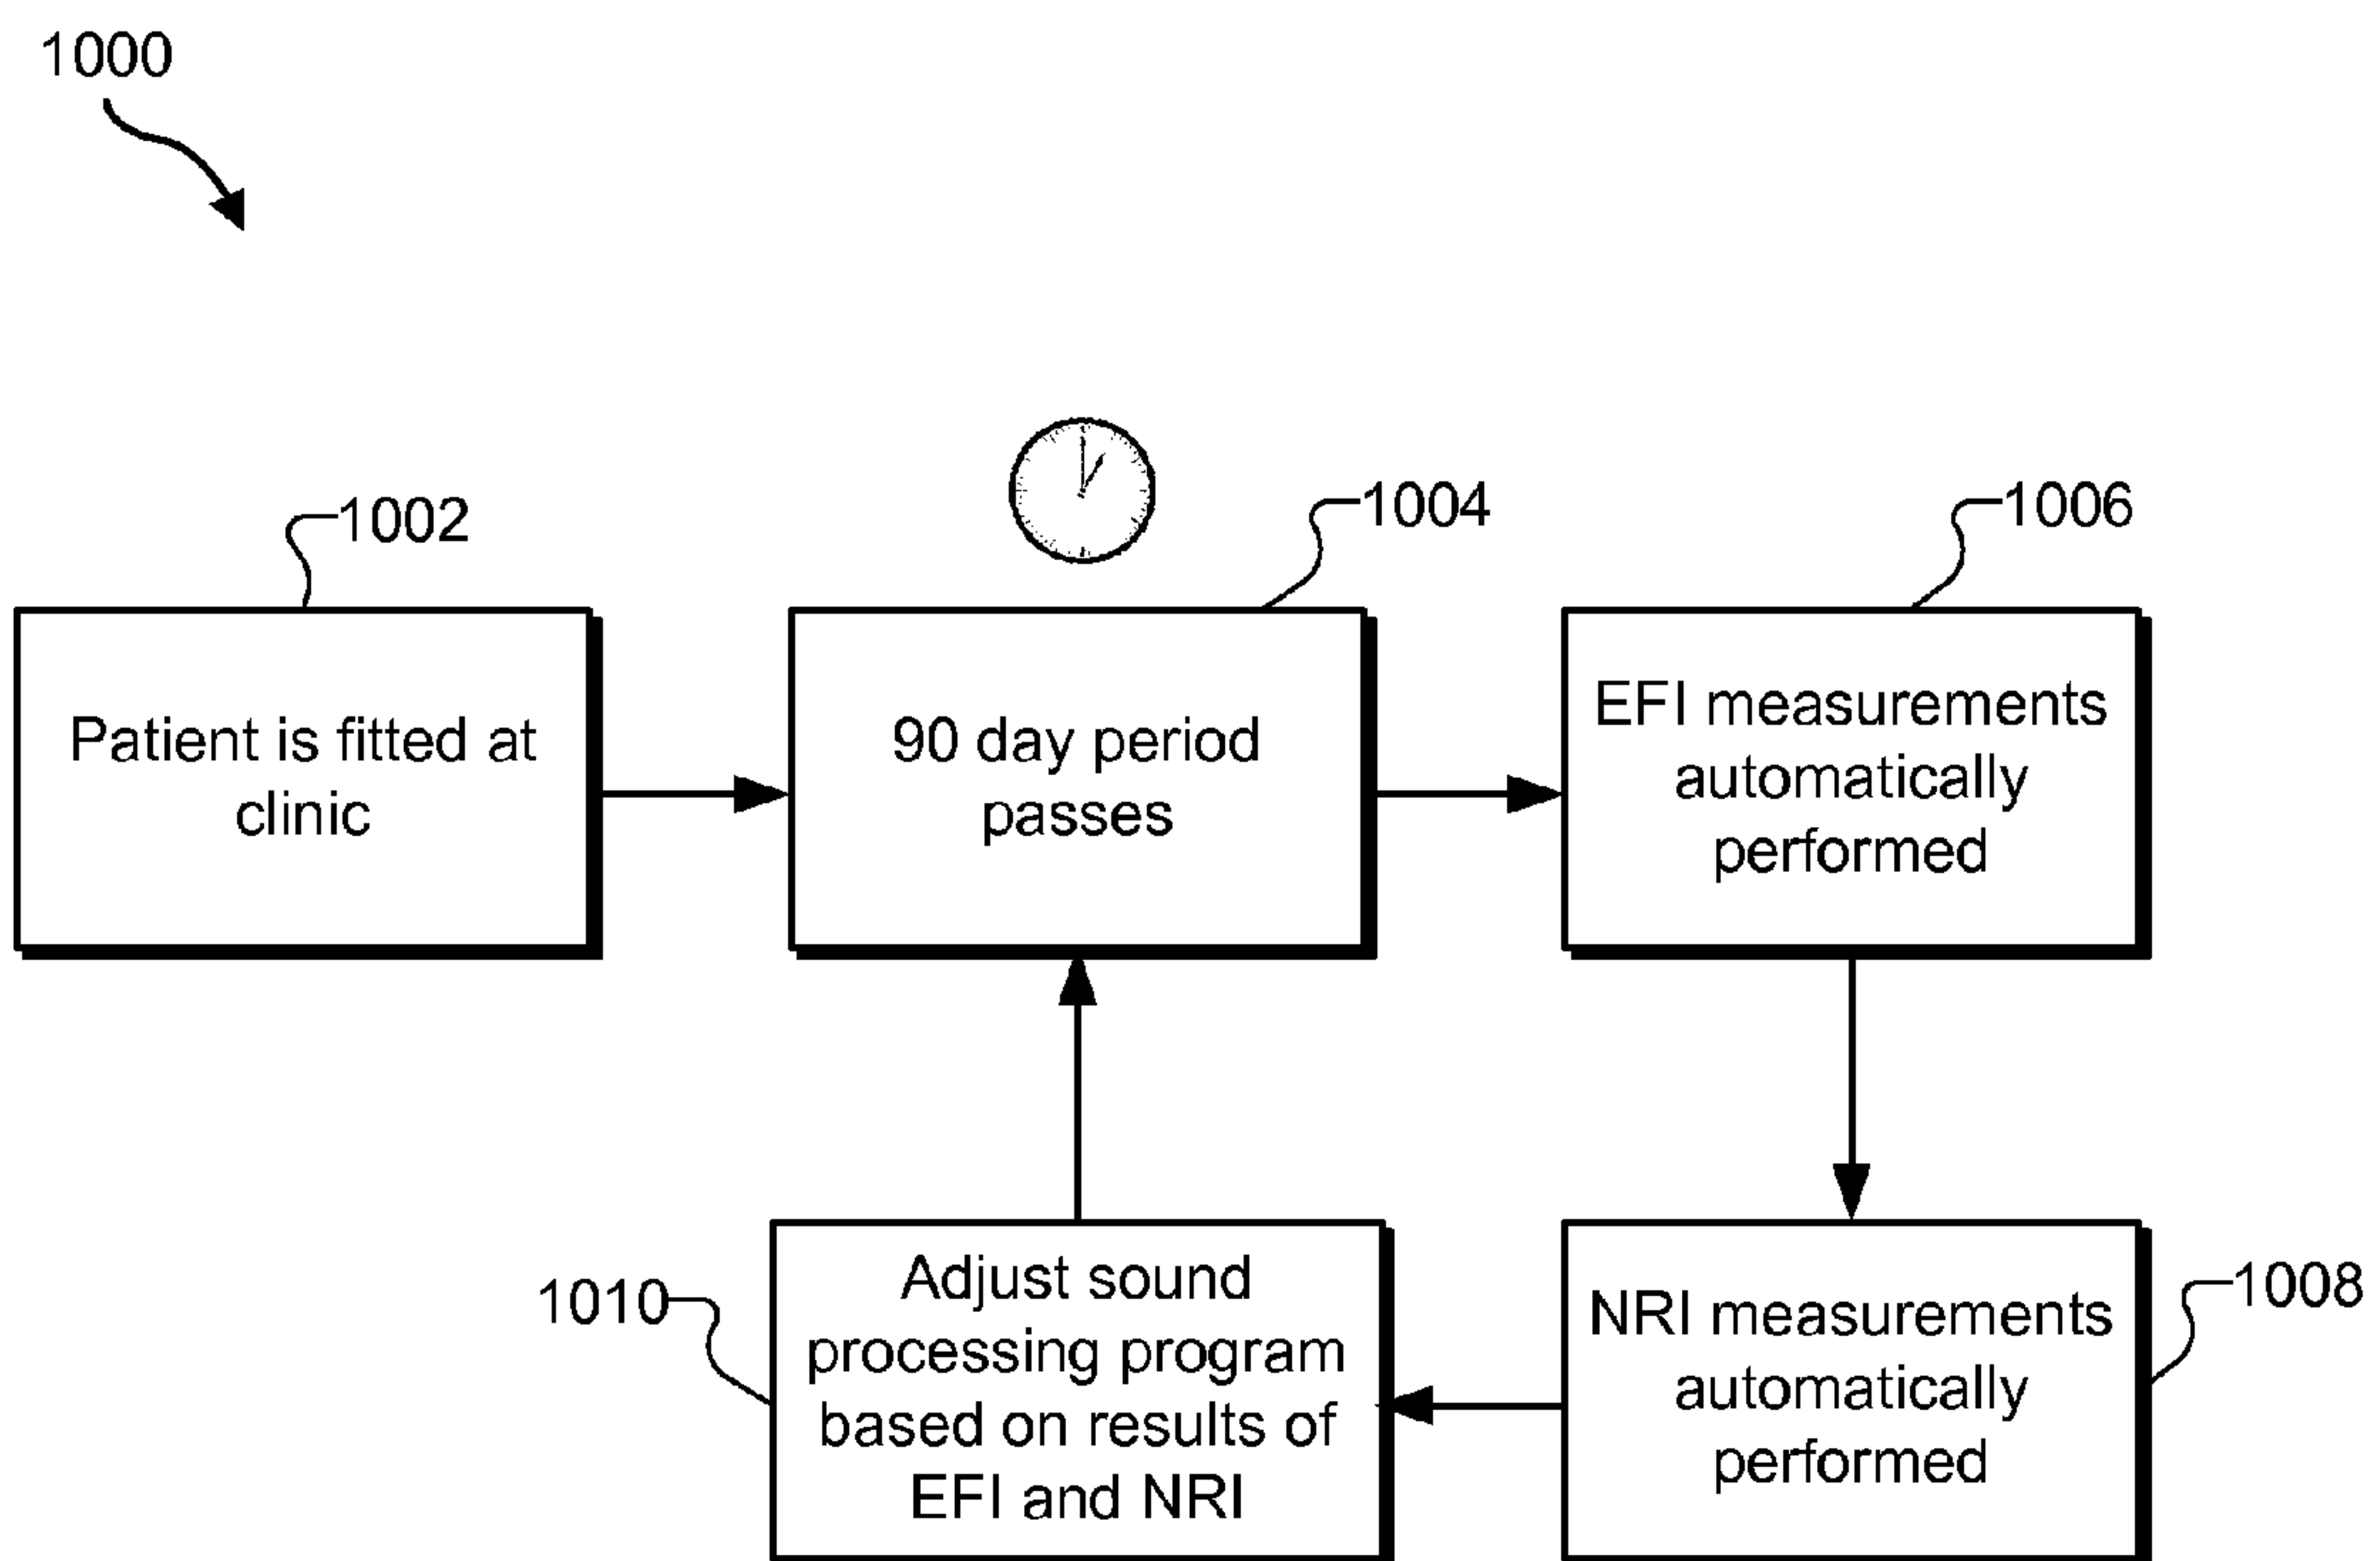 1000
1002
1004
1006
Patient is fitted at
clinic
90 day period
passes
EFI measurements
automatically
performed
1010
Adjust sound
processing program
based on results of
EFI and NRI
1008
NRI measurements
automatically
performed